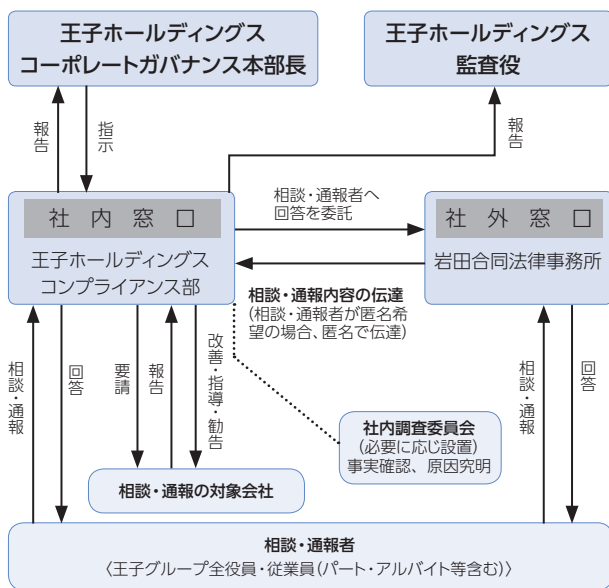 王子ホールディングス
コーポレートガバナンス本部長
王子ホールディングス
監査役
報告
指示
報告
社内窓口
王子ホールディングス
コンプライアンス部
相談・通報者へ
回答を委託
社外窓口
岩田合同法律事務所
相談・通報内容の伝達
(相談・通報者が匿名希
望の場合、匿名で伝達)
相談・通報
回答
要請
報告
改善・指導・勧告
相談・通報
回答
社内調査委員会
(必要に応じ設置)
事実確認、原因究明
相談・通報の対象会社
相談・通報者
〈王子グループ全役員・従業員(パート・アルバイト等含む)〉